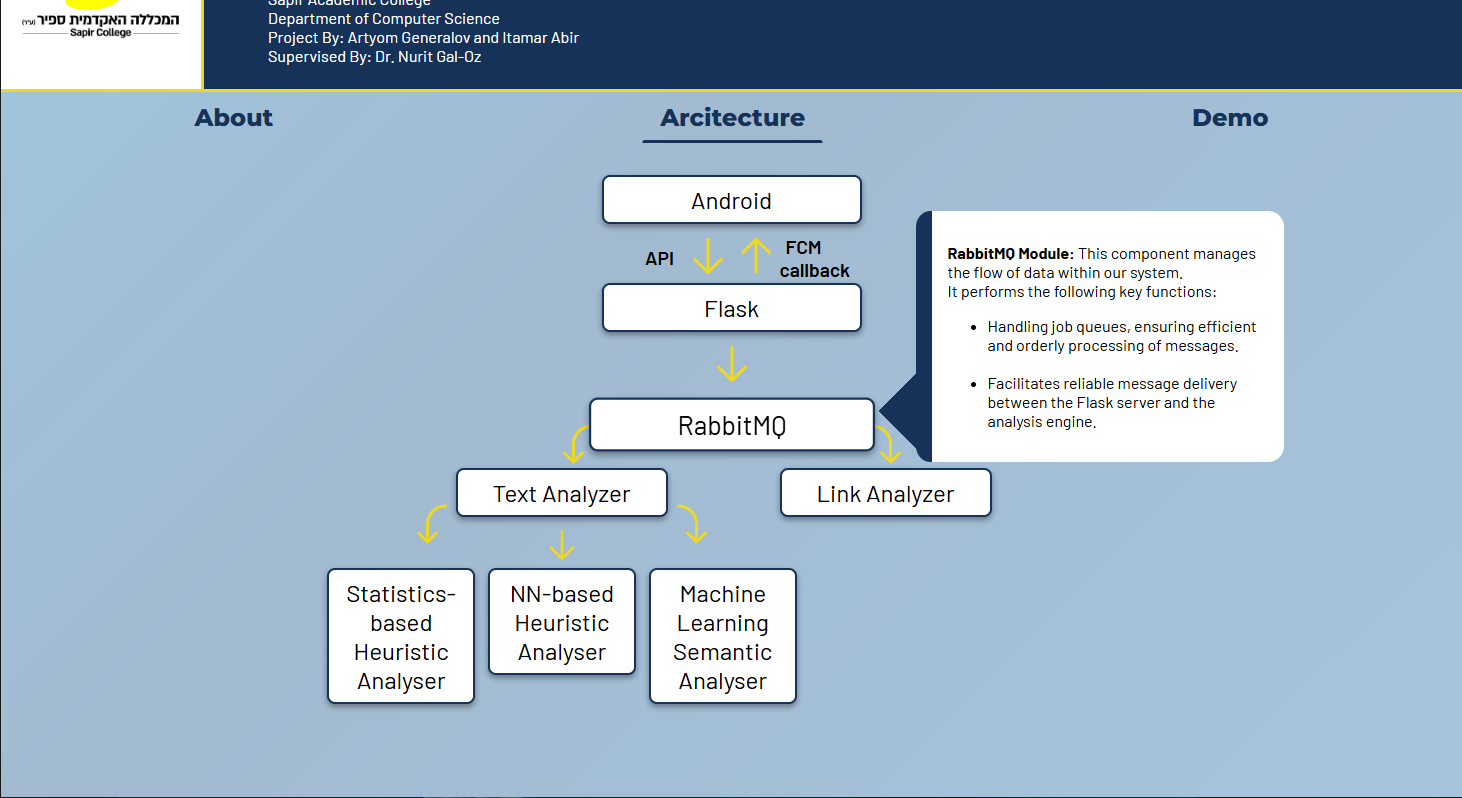 המכללה האקדמית ספיר (ע״ר)
Sapir College
Sapir Academic College
Department of Computer Science
Project By: Artyom Generalov and Itamar Abir
Supervised By: Dr. Nurit Gal-Oz
About
Arcitecture
Demo
Android
API
FCM
callback
Flask
RabbitMQ
RabbitMQ Module: This component manages
the flow of data within our system.
It performs the following key functions:
• Handling job queues, ensuring efficient
and orderly processing of messages.
• Facilitates reliable message delivery
between the Flask server and the
analysis engine.
Text Analyzer
Link Analyzer
Statistics-
based
Heuristic
Analyser
NN-based
Heuristic
Analyser
Machine
Learning
Semantic
Analyser